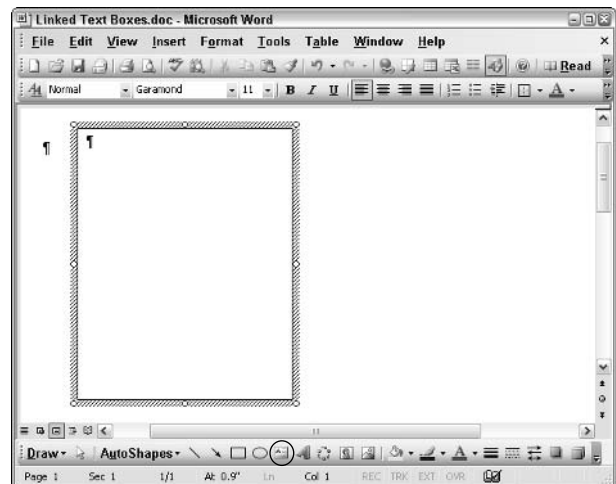 Linked Text Boxes.doc - Microsoft Word
File Edit View Insert Format Tools Table Window Help
Read
Normal Garamond 11 B I U A
¶ ¶
Draw AutoShapes A
Page 1 Sec 1 1/1 At 0.9" Ln Col 1 REC TRK EXT OVR